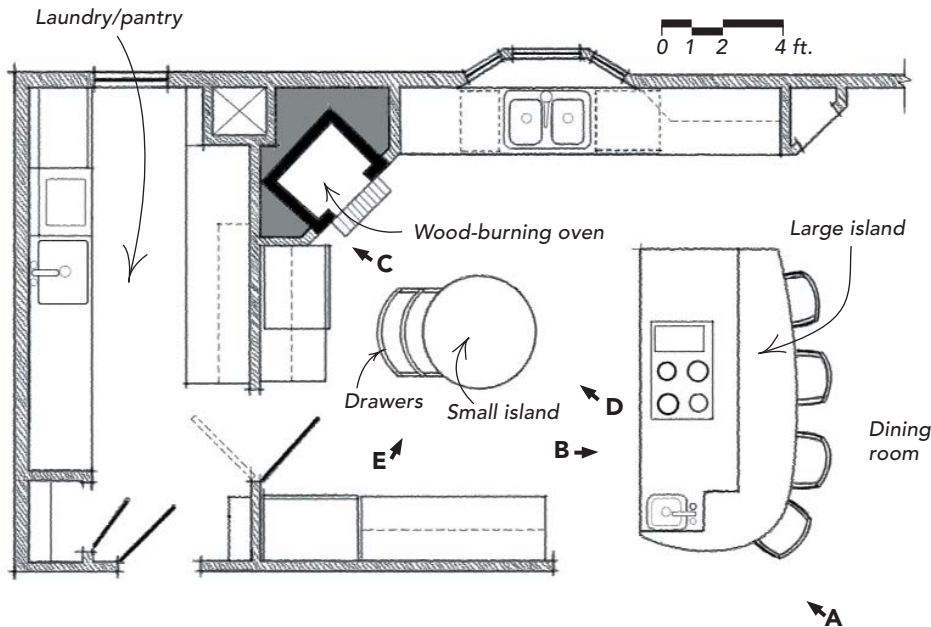 Laundry/pantry
0 1 2 4 ft.
Wood-burning oven
Large island
C
Drawers
Small island
D
E
B
Dining
room
A